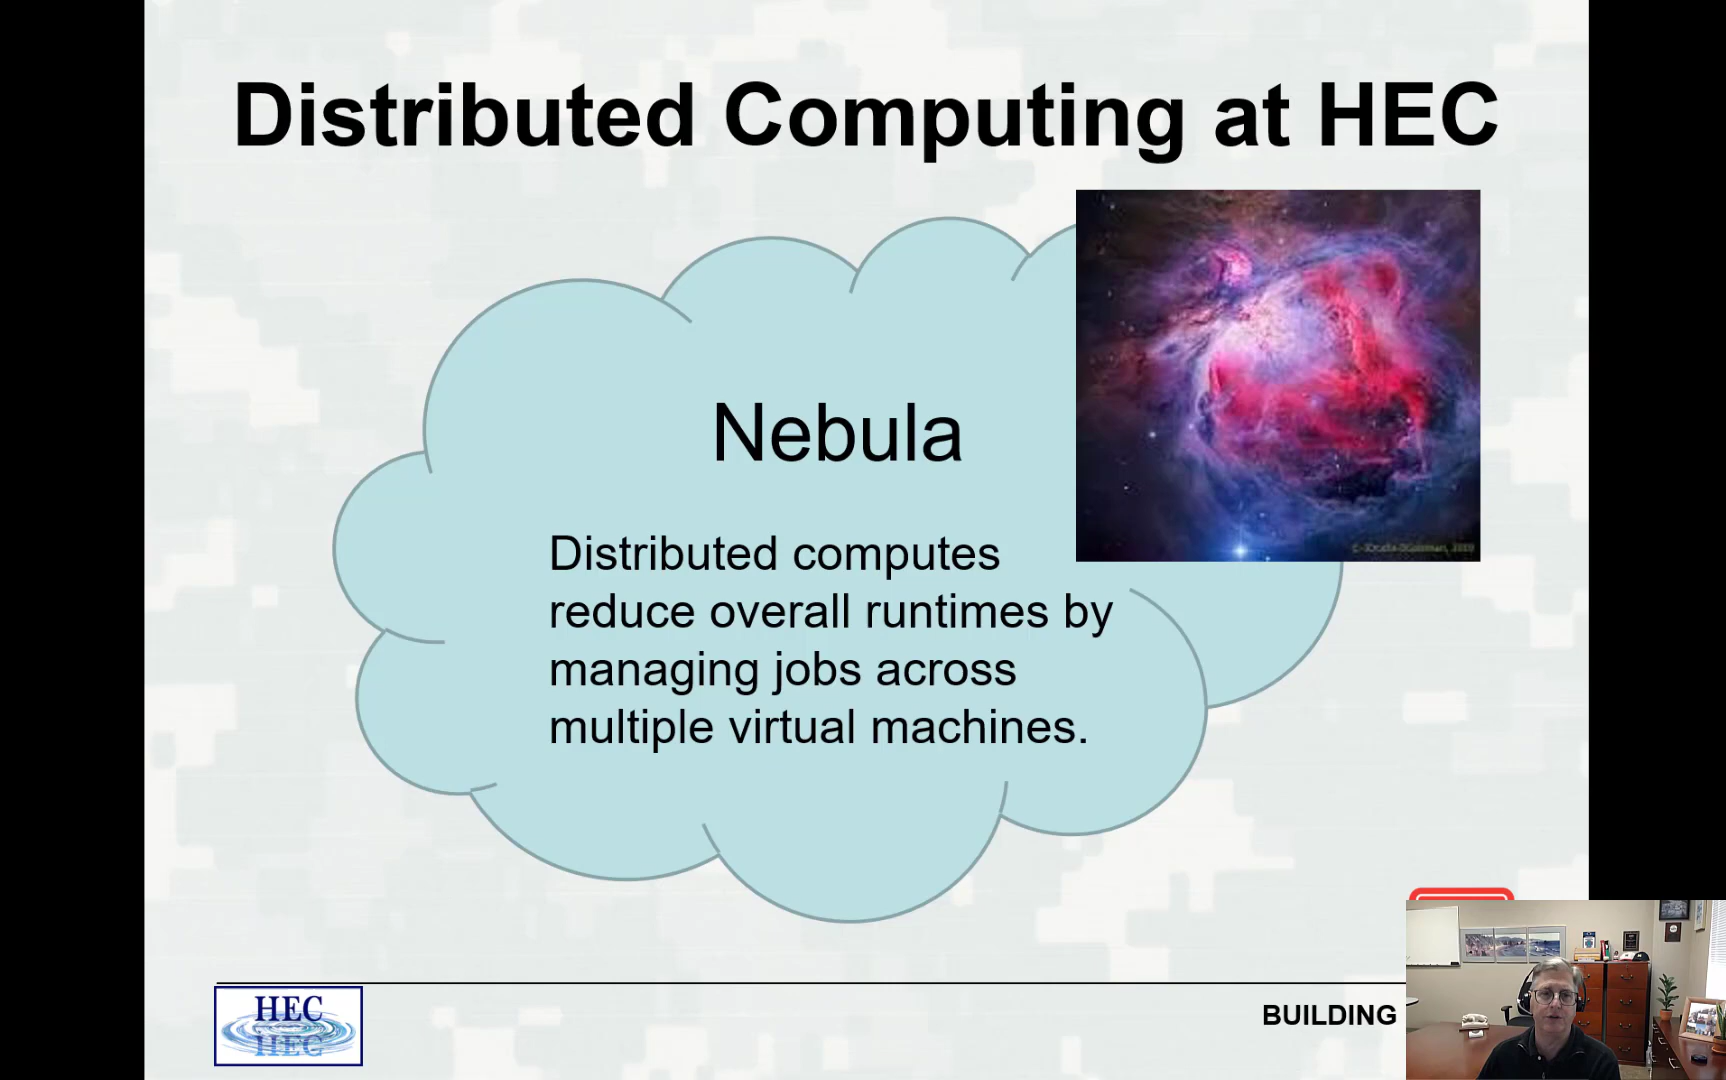 Distributed Computing at HEC
Nebula
Distributed computes
reduce overall runtimes by
managing jobs across
multiple virtual machines.
HEC
BUILDING